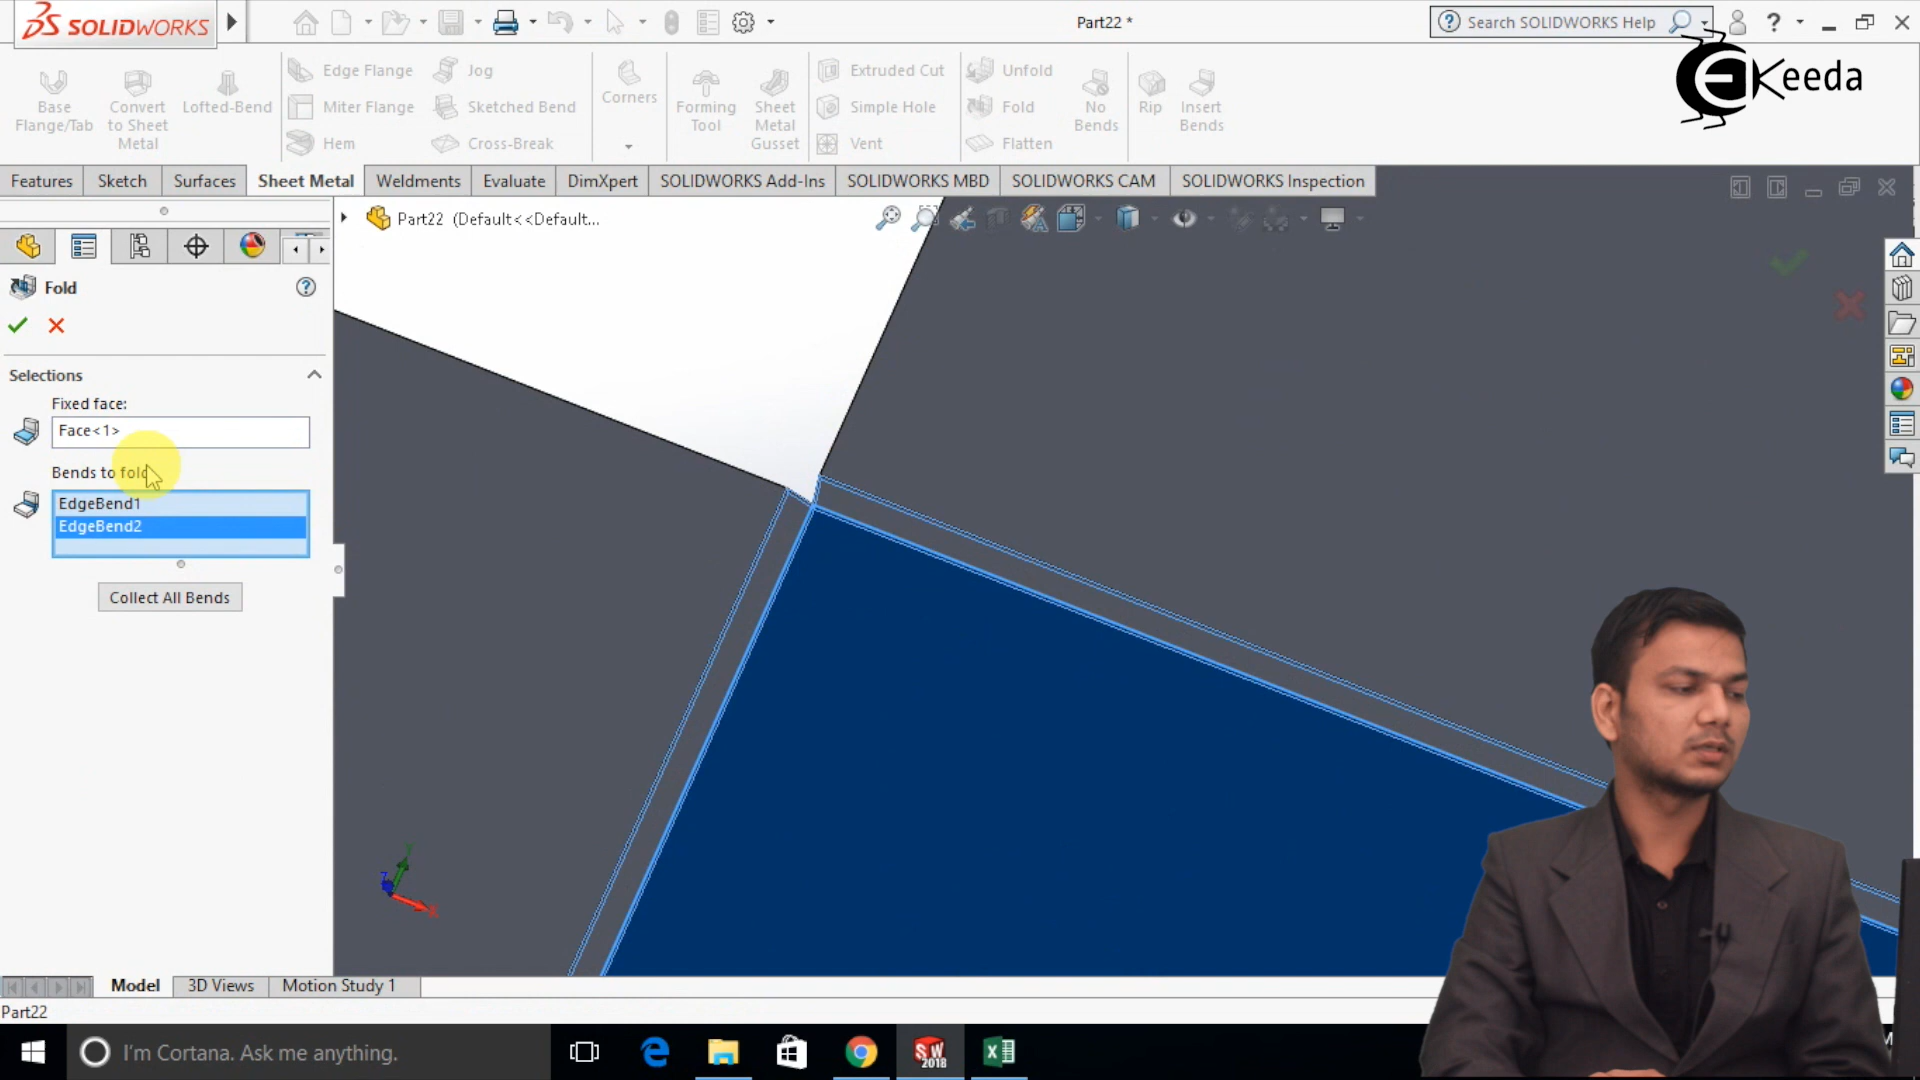 SOLIDWORKS
Part22 *
Search SOLIDWORKS Help
?
Keeda
Base Flange/Tab
Convert to Sheet Metal
Lofted-Bend
Edge Flange
Miter Flange
Hem
Jog
Sketched Bend
Cross-Break
Corners
Forming Tool
Sheet Metal Gusset
Extruded Cut
Simple Hole
Vent
Unfold
Fold
Flatten
No Bends
Rip
Insert Bends
Features
Sketch
Surfaces
Sheet Metal
Weldments
Evaluate
DimXpert
SOLIDWORKS Add-Ins
SOLIDWORKS MBD
SOLIDWORKS CAM
SOLIDWORKS Inspection
Part22 (Default<<Default...
Fold
Selections
Fixed face:
Face<1>
Bends to fold
EdgeBend1
EdgeBend2
Collect All Bends
Y
Z
X
Model
3D Views
Motion Study 1
Part22
I'm Cortana. Ask me anything.
SW
2018